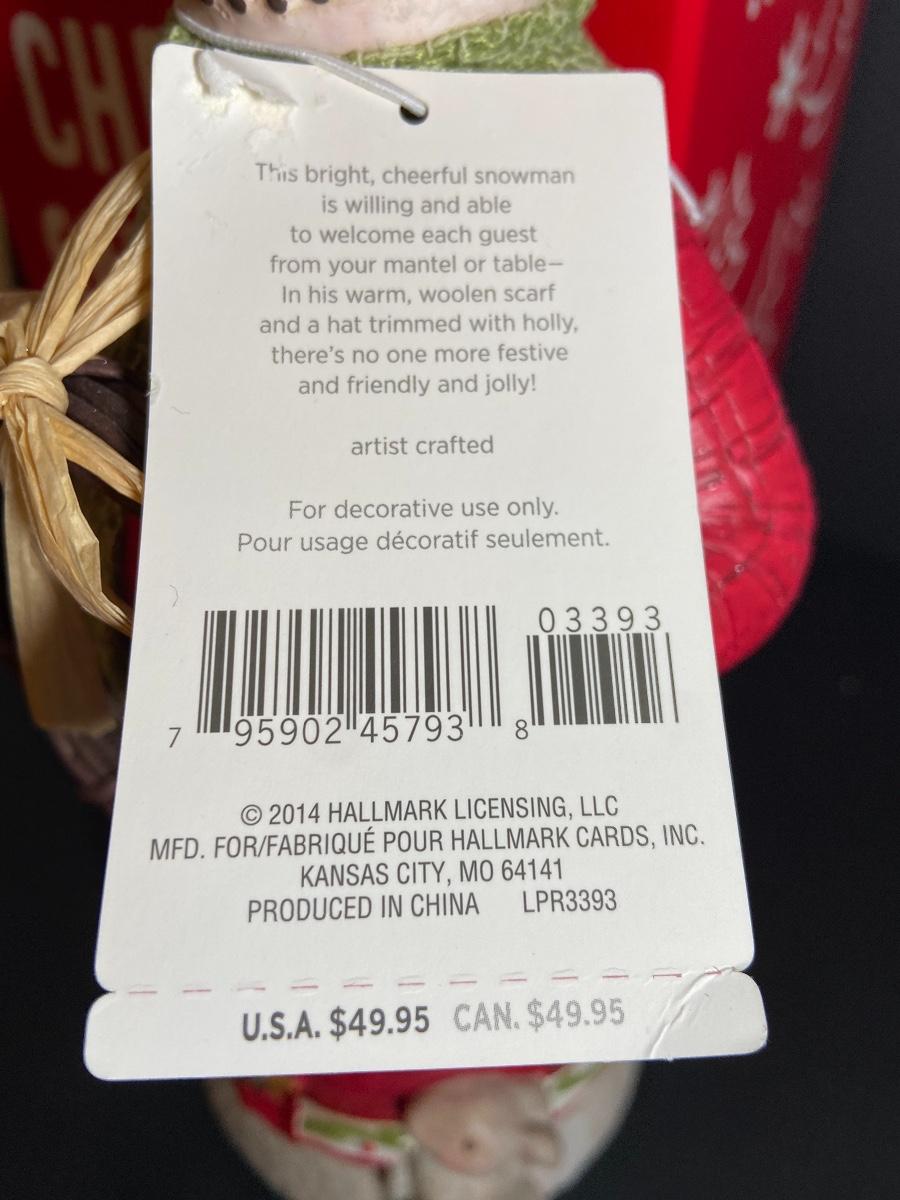 CH
This bright, cheerful snowman
is willing and able
to welcome each guest
from your mantel or table—
In his warm, woolen scarf
and a hat trimmed with holly,
there's no one more festive
and friendly and jolly!
artist crafted
For decorative use only.
Pour usage décoratif seulement.
03393
7 95902 45793 8
© 2014 HALLMARK LICENSING, LLC
MFD. FOR/FABRIQUÉ POUR HALLMARK CARDS, INC.
KANSAS CITY, MO 64141
PRODUCED IN CHINA LPR3393
U.S.A. $49.95 CAN. $49.95